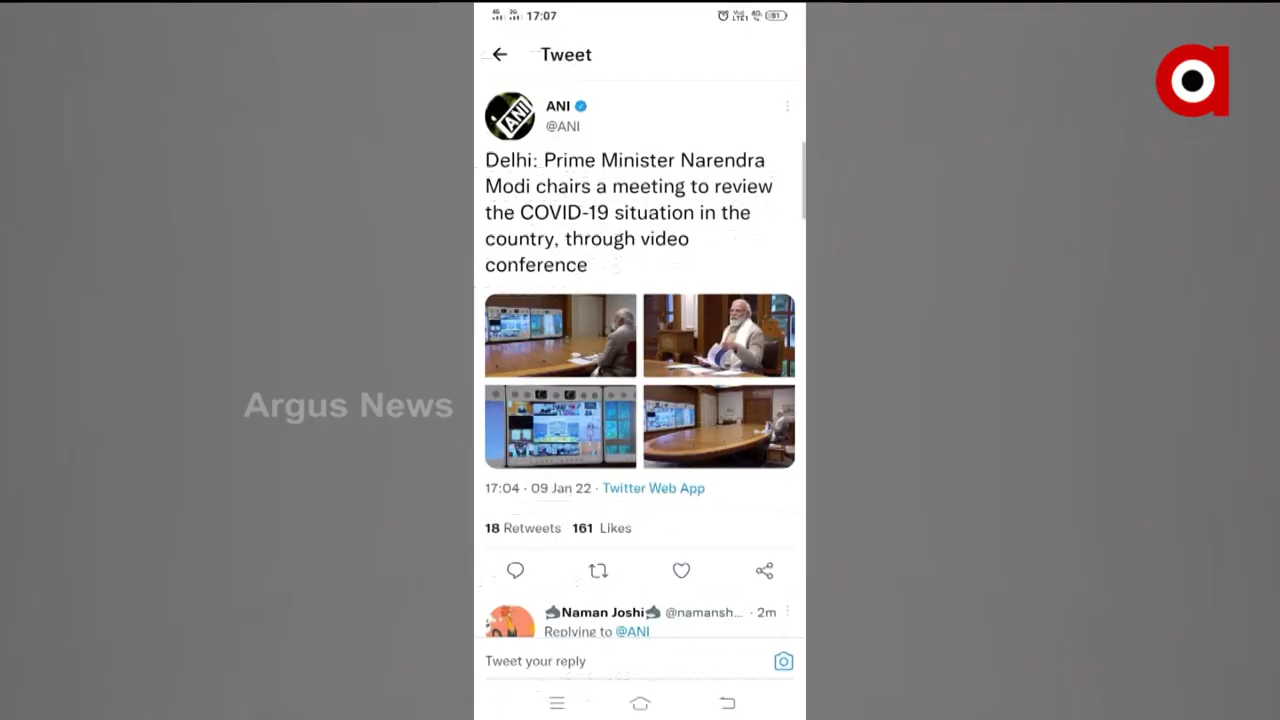 17:07
51
Tweet
ANI
@ANI
Delhi: Prime Minister Narendra
Modi chairs a meeting to review
the COVID-19 situation in the
country, through video
conference
Argus News
17:04 · 09 Jan 22 · Twitter Web App
18 Retweets 161 Likes
Naman Joshi @namansh... · 2m
Replying to @ANI
Tweet your reply